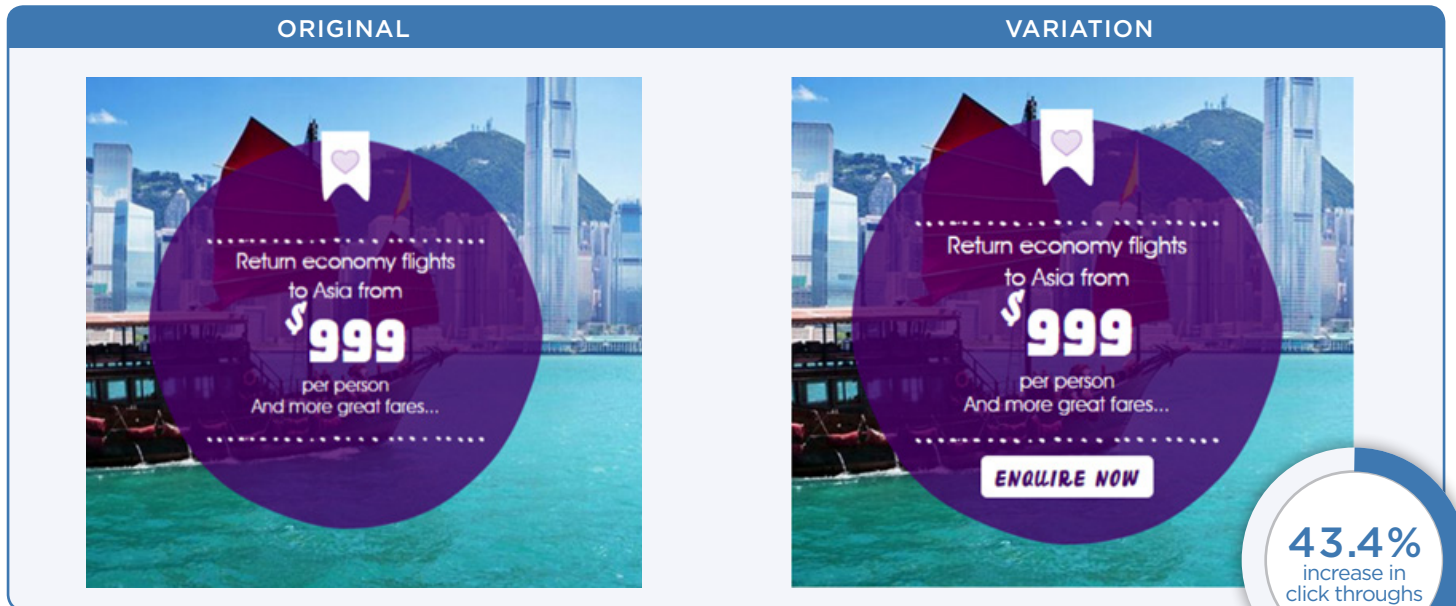 ORIGINAL
Return economy flights
to Asia from
$999
per person
And more great fares...
VARIATION
Return economy flights
to Asia from
$999
per person
And more great fares...
ENQUIRE NOW
43.4%
increase in
click throughs